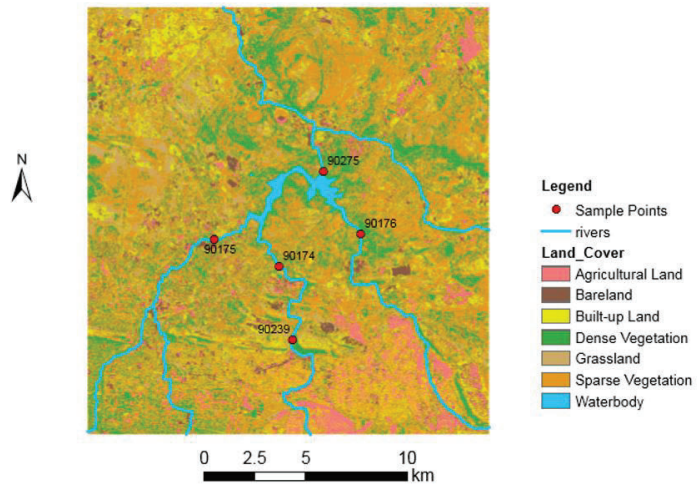 N
90275
90176
90175
90174
90239
Legend
Sample Points
rivers
Land_Cover
Agricultural Land
Bareland
Built-up Land
Dense Vegetation
Grassland
Sparse Vegetation
Waterbody
0 2.5 5 10
km